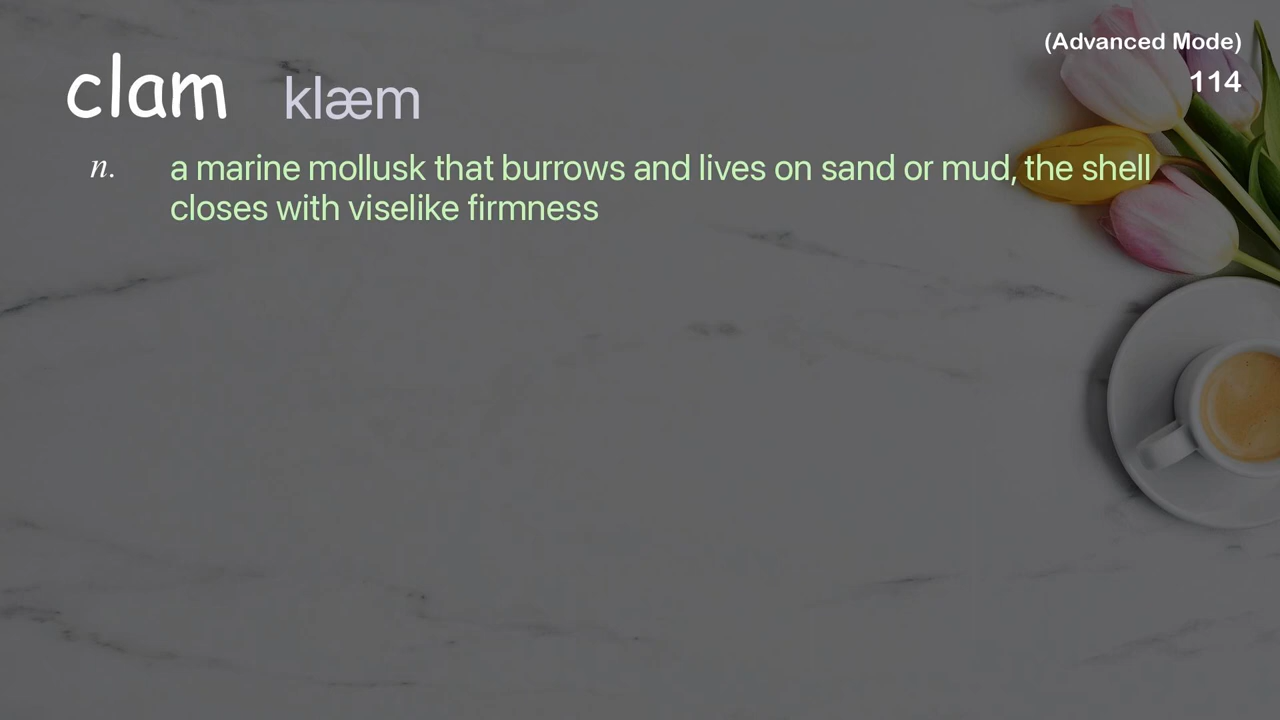 (Advanced Mode)
clam klæm
114
n. a marine mollusk that burrows and lives on sand or mud, the shell
closes with viselike firmness